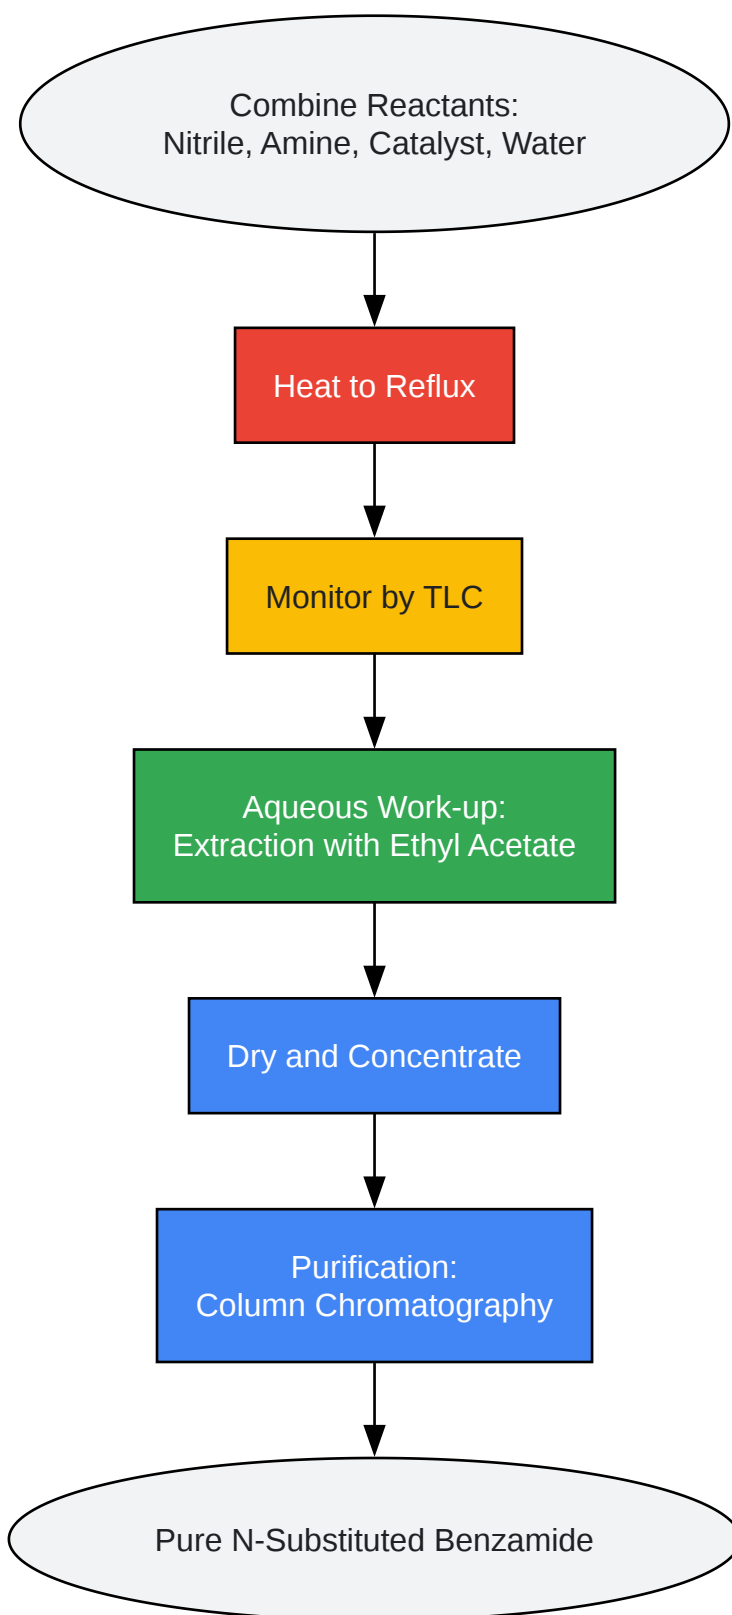 Combine Reactants:
Nitrile, Amine, Catalyst, Water
Heat to Reflux
Monitor by TLC
Aqueous Work-up:
Extraction with Ethyl Acetate
Dry and Concentrate
Purification:
Column Chromatography
Pure N-Substituted Benzamide